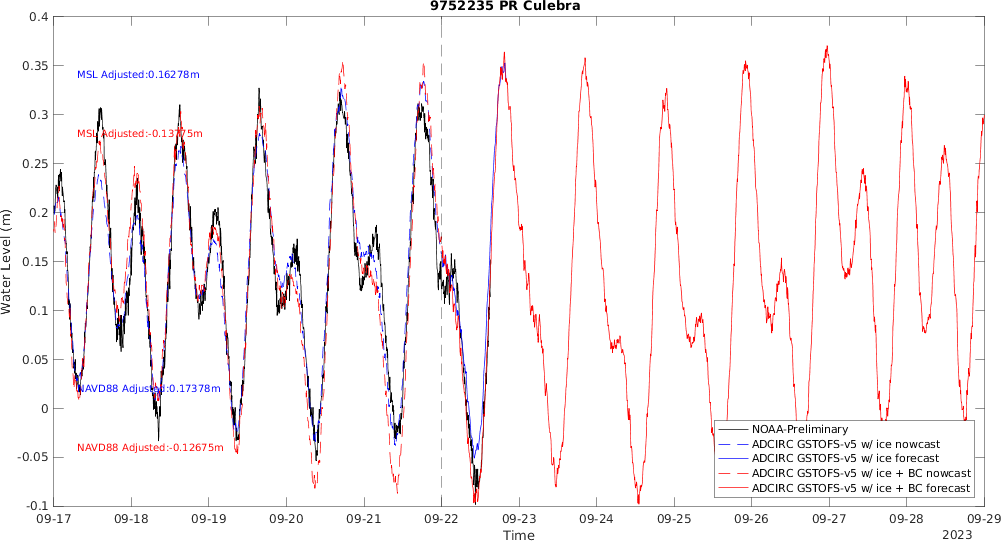 9752235 PR Culebra
0.4
0.35
0.3
0.25
0.2
0.15
0.1
0.05
0
-0.05
-0.1
Water Level (m)
MSL Adjusted:0.16278m
MSL Adjusted:-0.13775m
NAVD88 Adjusted:0.17378m
NAVD88 Adjusted:-0.12675m
NOAA-Preliminary
ADCIRC GSTOFS-v5 w/ ice nowcast
ADCIRC GSTOFS-v5 w/ ice forecast
ADCIRC GSTOFS-v5 w/ ice + BC nowcast
ADCIRC GSTOFS-v5 w/ ice + BC forecast
09-17 09-18 09-19 09-20 09-21 09-22 09-23 09-24 09-25 09-26 09-27 09-28 09-29
Time
2023